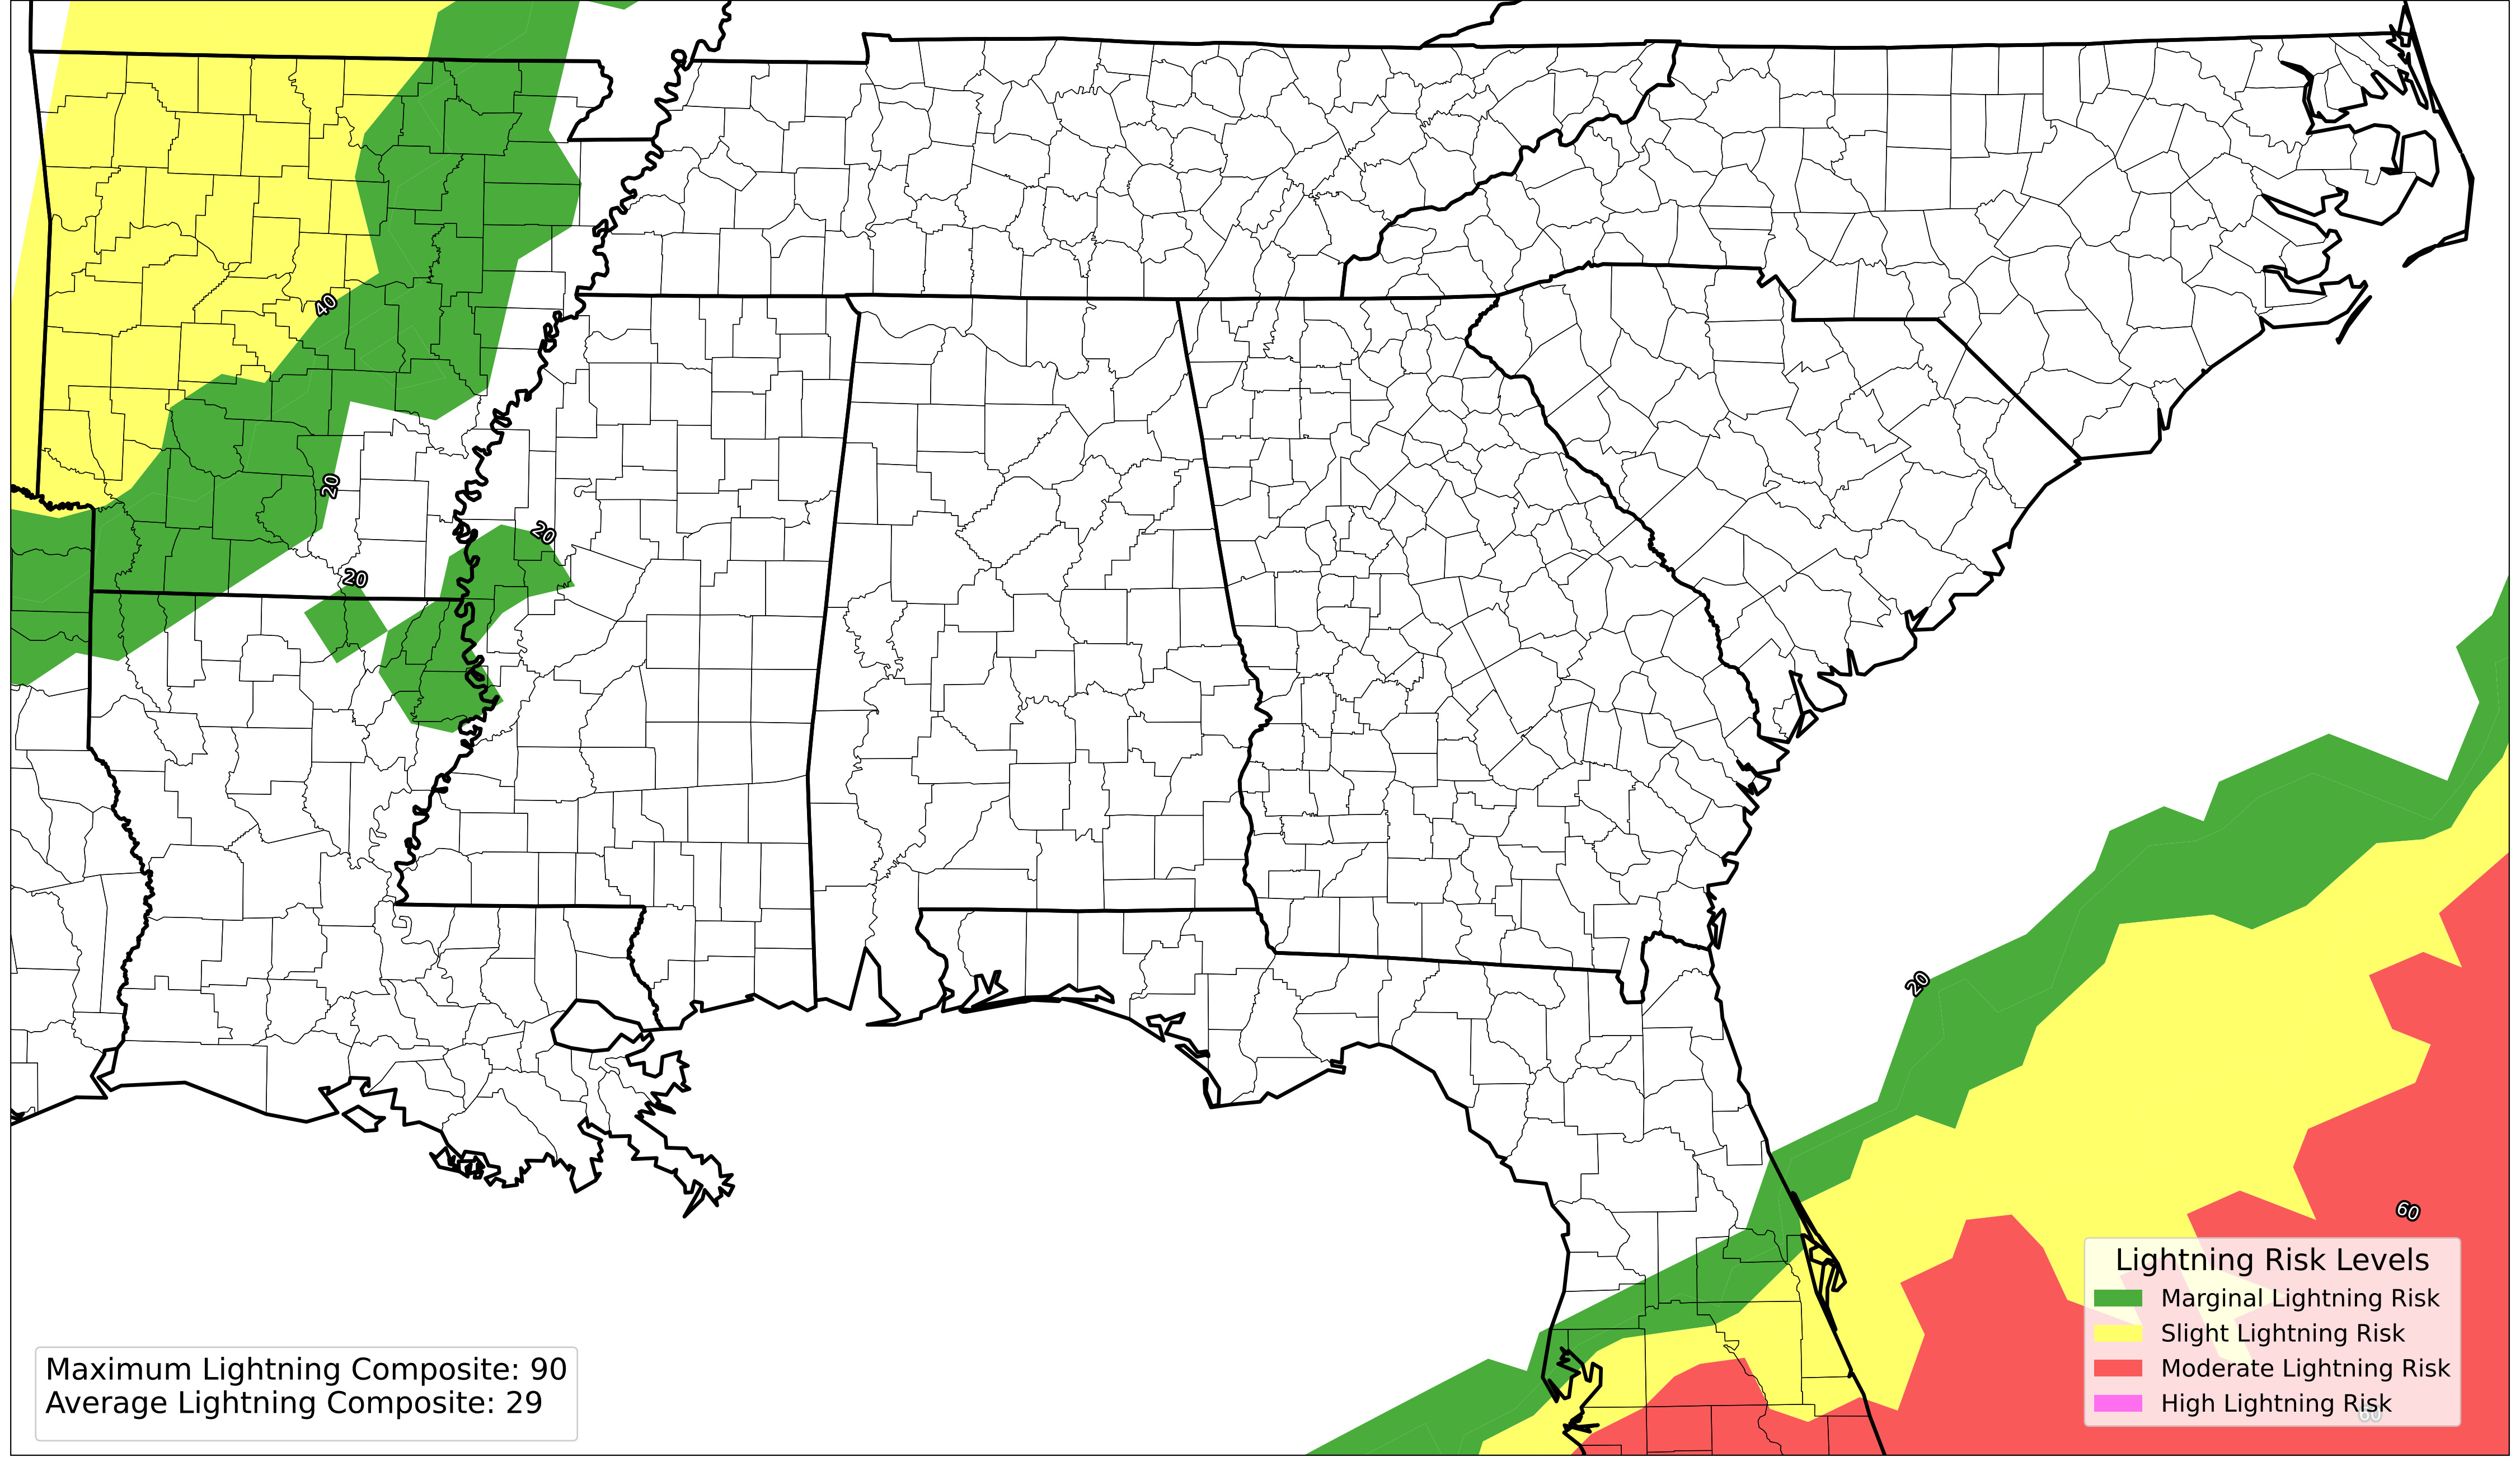 40
20
20
20
20
60
Lightning Risk Levels
Marginal Lightning Risk
Slight Lightning Risk
Moderate Lightning Risk
High Lightning Risk
60
Maximum Lightning Composite: 90
Average Lightning Composite: 29